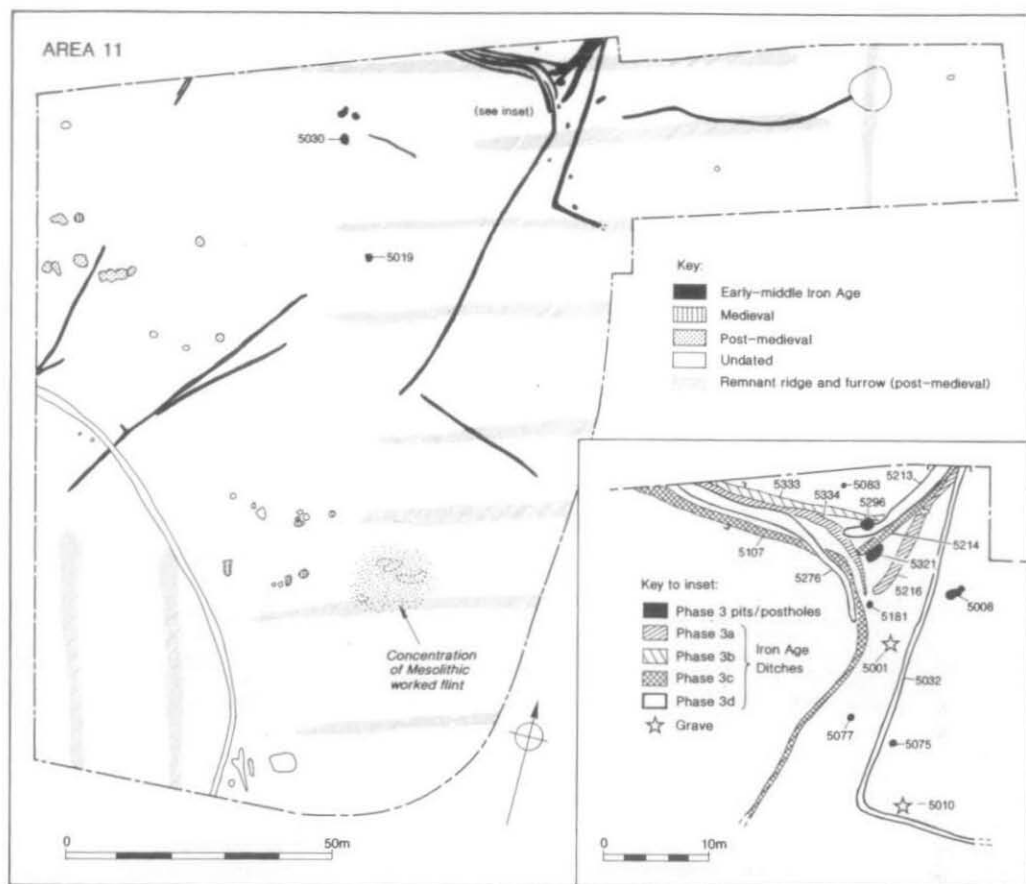 AREA 11
(see inset)
5030
5019
Key:
Early-middle Iron Age
Medieval
Post-medieval
Undated
Remnant ridge and furrow (post-medieval)
Concentration
of Mesolithic
worked flint
0
50m
5333
5083
5213
5296
5334
5107
5214
5321
5276
5216
5008
5181
5001
5032
5077
5075
5010
Key to inset:
Phase 3 pits/postholes
Phase 3a
Phase 3b
Iron Age
Ditches
Phase 3c
Phase 3d
Grave
0
10m